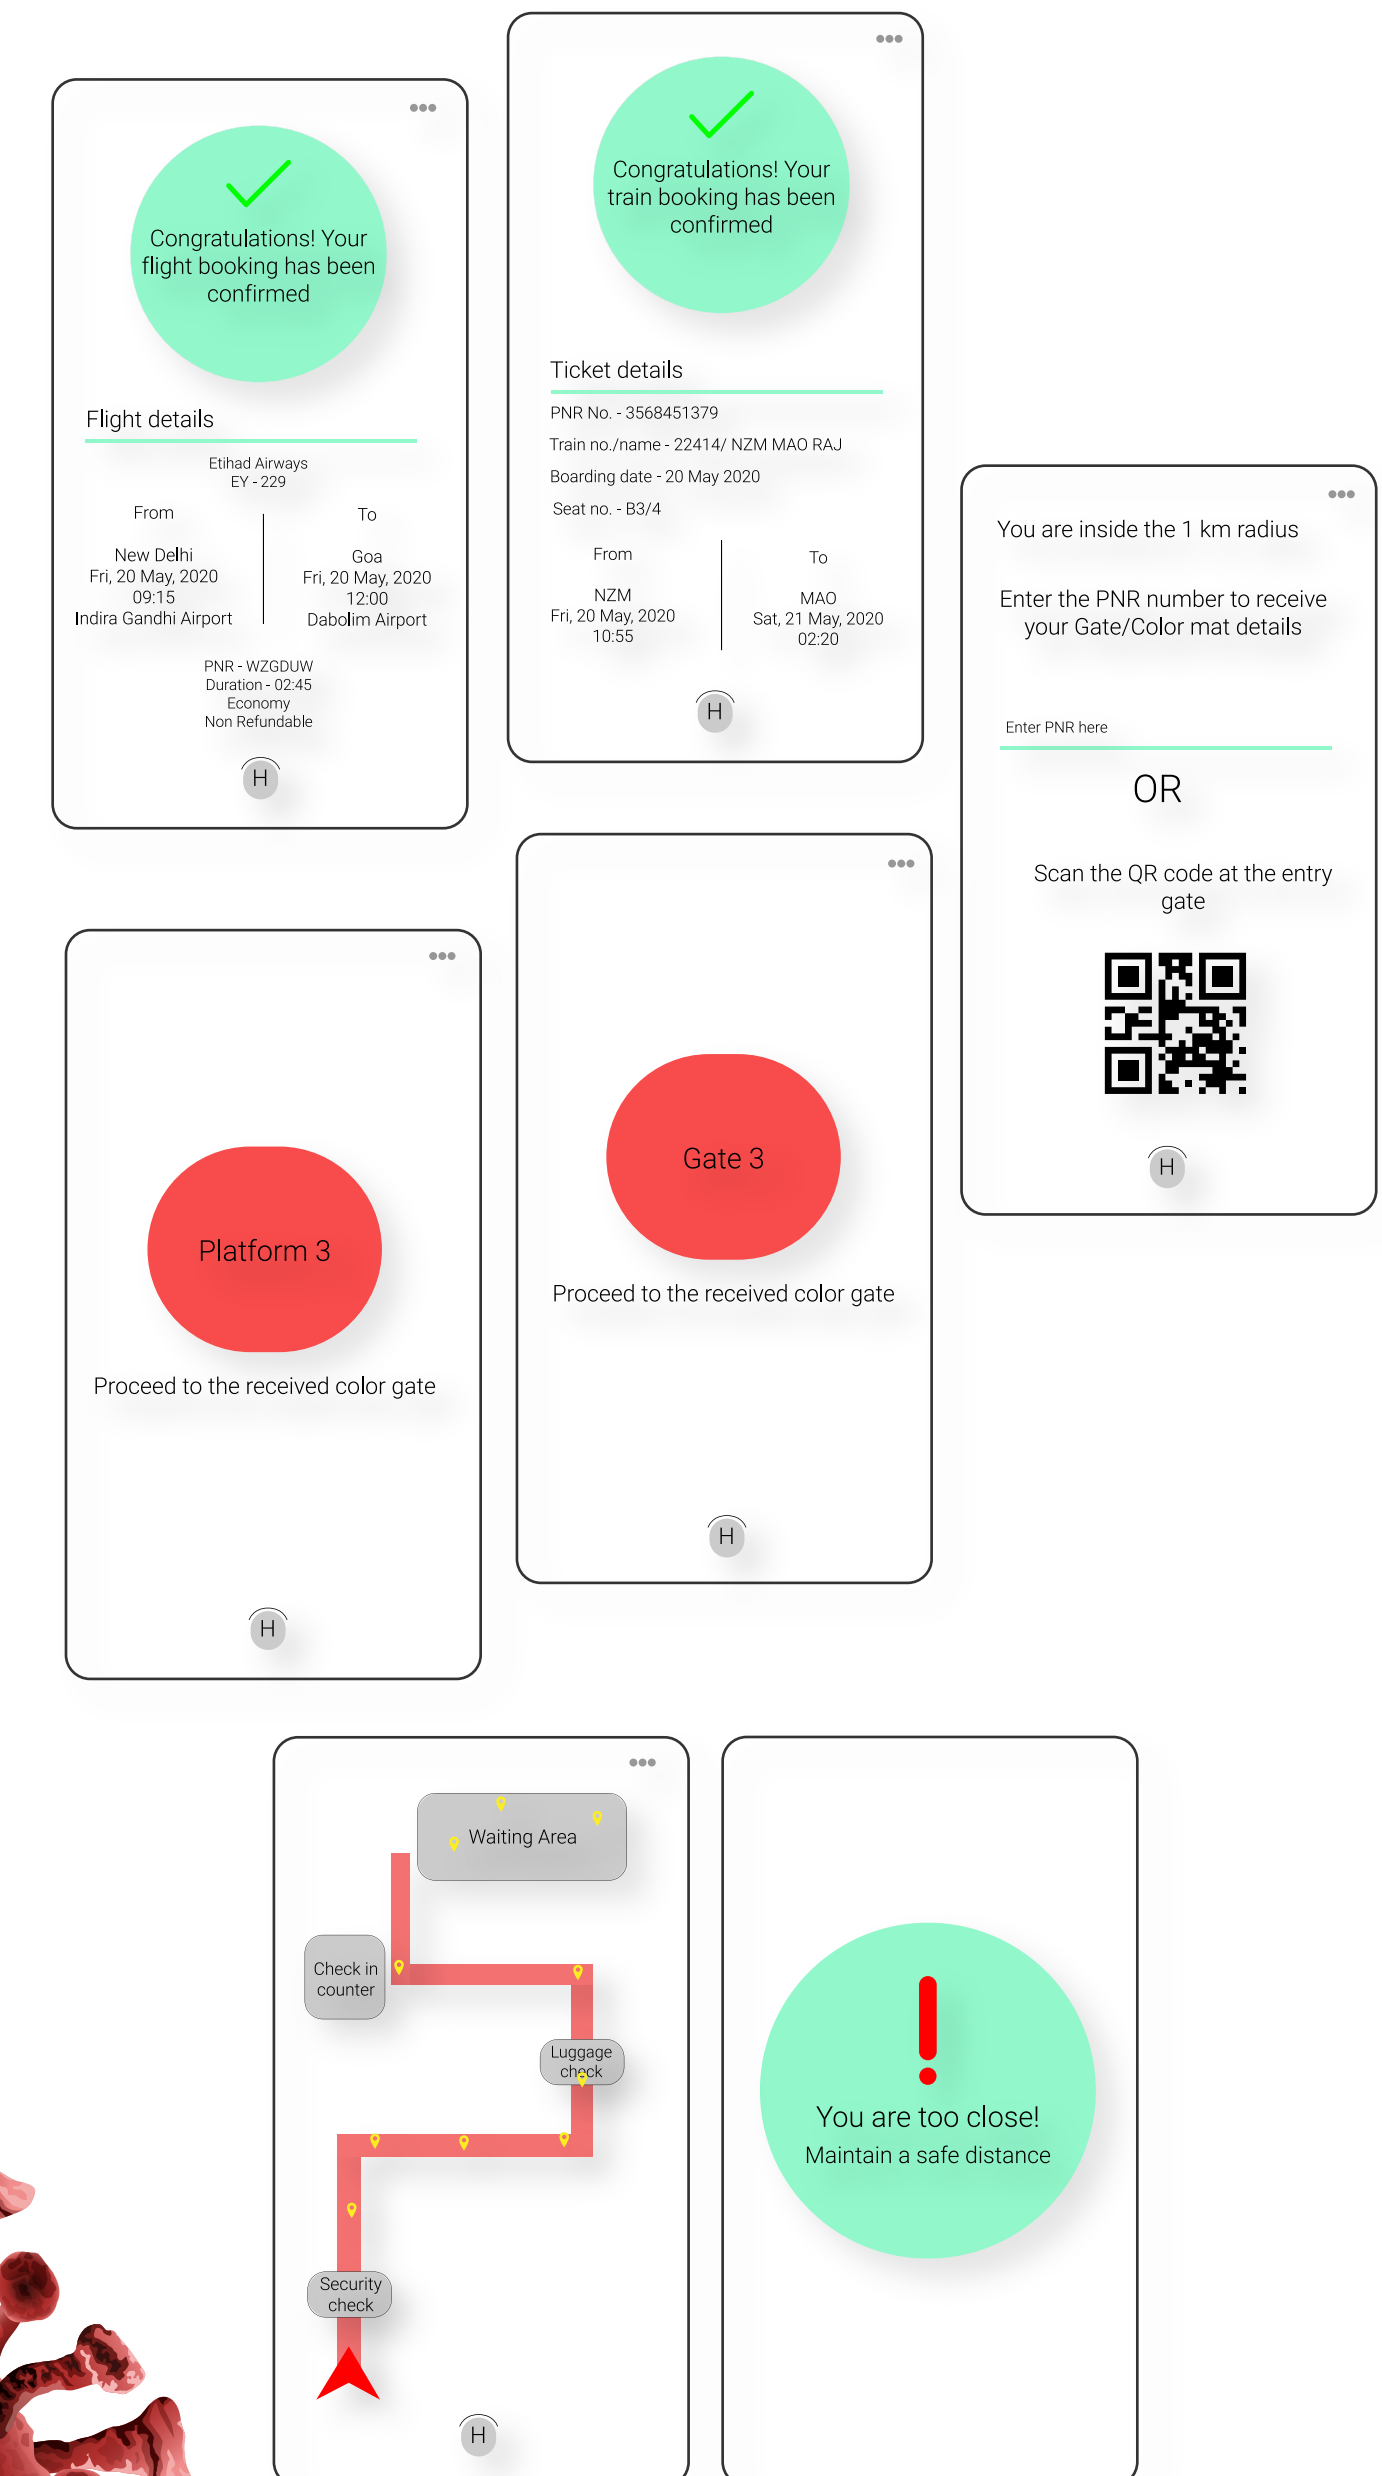 Congratulations! Your
flight booking has been
confirmed
Flight details
Etihad Airways
EY - 229
From
New Delhi
Fri, 20 May, 2020
09:15
Indira Gandhi Airport
To
Goa
Fri, 20 May, 2020
12:00
Dabolim Airport
PNR - WZGDUW
Duration - 02:45
Economy
Non Refundable
H
Congratulations! Your
train booking has been
confirmed
Ticket details
PNR No. - 3568451379
Train no./name - 22414/ NZM MAO RAJ
Boarding date - 20 May 2020
Seat no. - B3/4
From
NZM
Fri, 20 May, 2020
10:55
To
MAO
Sat, 21 May, 2020
02:20
H
You are inside the 1 km radius
Enter the PNR number to receive
your Gate/Color mat details
Enter PNR here
OR
Scan the QR code at the entry
gate
H
Platform 3
Proceed to the received color gate
H
Gate 3
Proceed to the received color gate
H
Waiting Area
Check in
counter
Luggage
check
Security
check
H
You are too close!
Maintain a safe distance